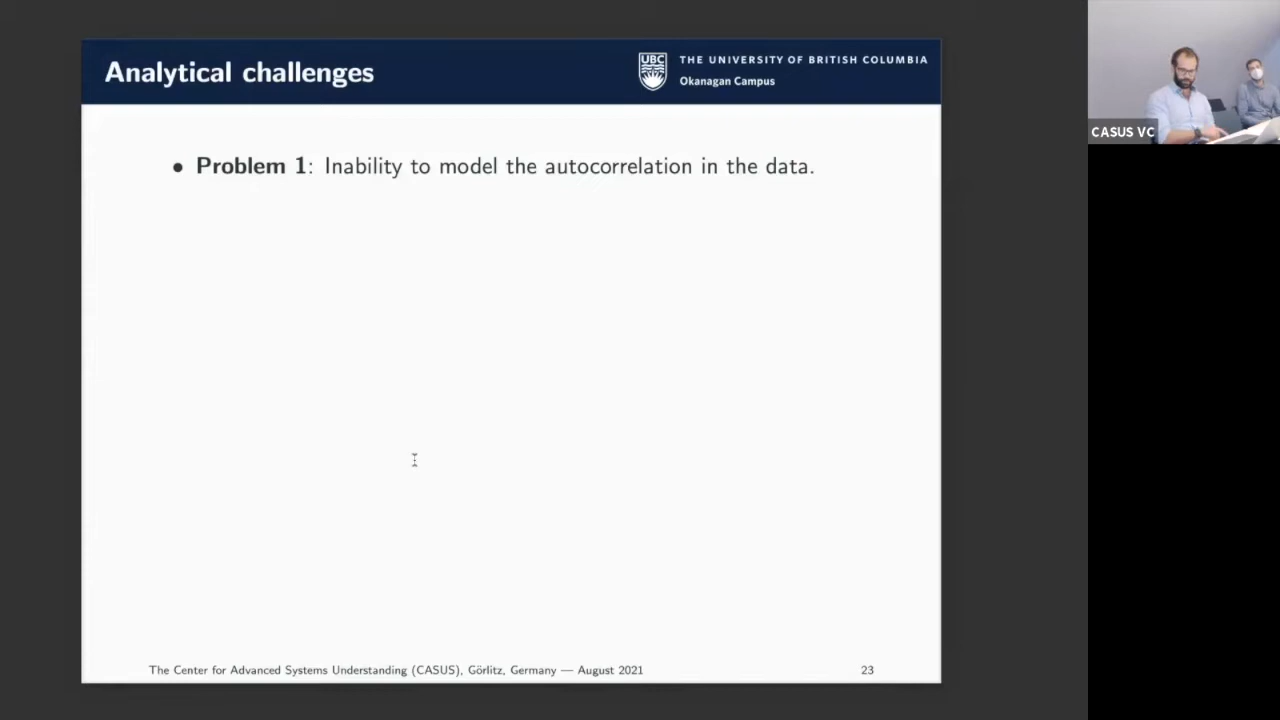 Analytical challenges
UBC
THE UNIVERSITY OF BRITISH COLUMBIA
Okanagan Campus
CASUS VC
• Problem 1: Inability to model the autocorrelation in the data.
The Center for Advanced Systems Understanding (CASUS), Görlitz, Germany — August 2021
23